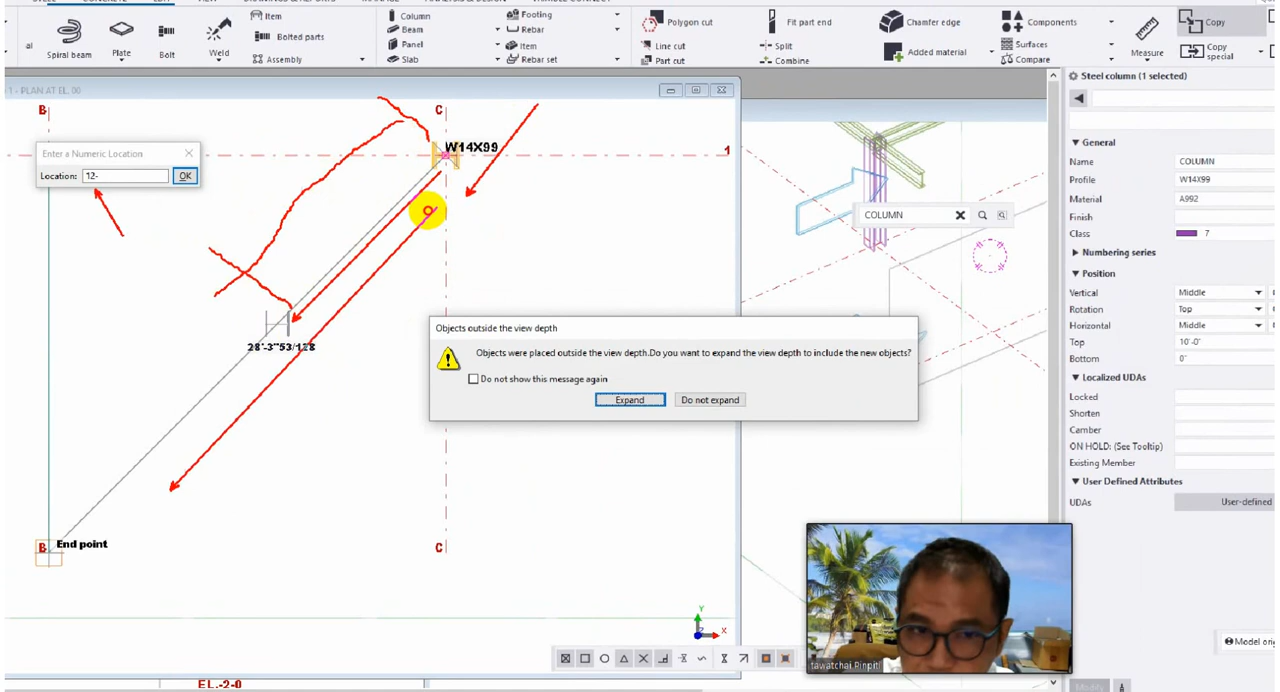 Item
Column
Footing
Beam
Rebar
Panel
Item
Slab
Rebar set
Spiral beam
Plate
Bolt
Weld
Bolted parts
Assembly
Polygon cut
Line cut
Part cut
Fit part end
Split
Combine
Chamfer edge
Added material
Components
Surfaces
Compare
Measure
Copy
Copy
special
al
1 - PLAN AT EL. 00
B
C
W14X99
1
Enter a Numeric Location
Location: 12-
OK
28'-3"53/128
End point
B
C
Y
X
EL.-2-0
COLUMN
Objects outside the view depth
Objects were placed outside the view depth.Do you want to expand the view depth to include the new objects?
Do not show this message again
Expand
Do not expand
Steel column (1 selected)
General
Name COLUMN
Profile W14X99
Material A992
Finish
Class 7
Numbering series
Position
Vertical Middle
Rotation Top
Horizontal Middle
Top 10'-0"
Bottom 0"
Localized UDAs
Locked
Shorten
Camber
ON HOLD: (See Tooltip)
Existing Member
User Defined Attributes
UDAs User-defined
Model ori
tawatchai Pinpiti